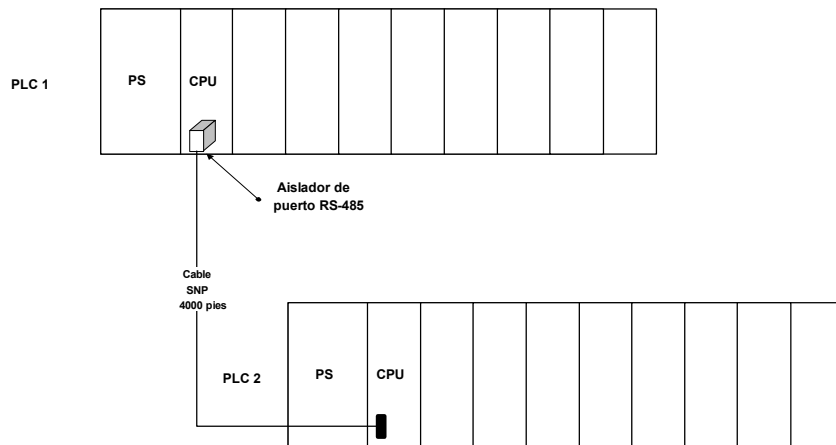 PLC 1
PS
CPU
Aislador de
puerto RS-485
Cable
SNP
4000 pies
PLC 2
PS
CPU